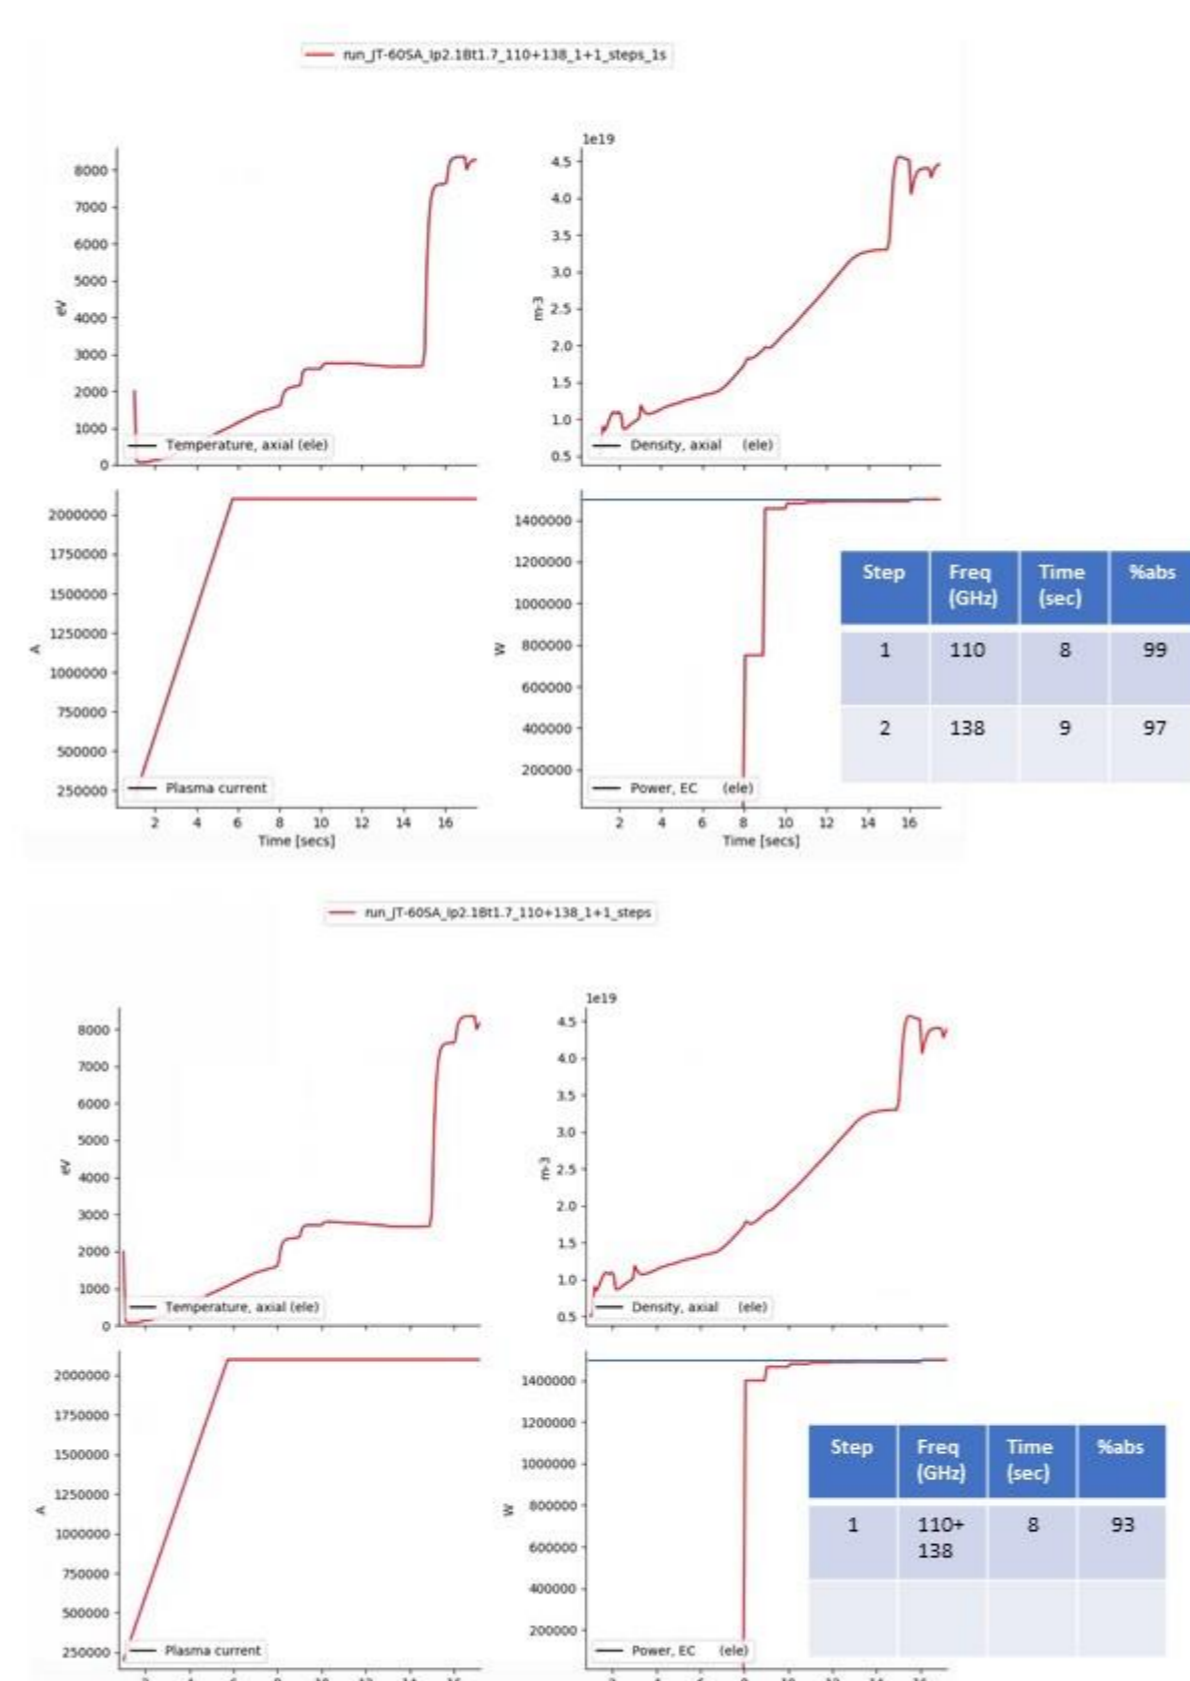 run_JT-60SA_Ip2.1Bt1.7_110+138_1+1_steps_1s
1e19
8000
7000
6000
5000
4000
3000
2000
1000
0
eV
Temperature, axial (ele)
4.5
4.0
3.5
3.0
2.5
2.0
1.5
1.0
0.5
m-3
Density, axial (ele)
2000000
1750000
1500000
1250000
1000000
750000
500000
250000
A
Plasma current
2 4 6 8 10 12 14 16
Time [secs]
1400000
1200000
1000000
800000
600000
400000
200000
W
Power, EC (ele)
2 4 6 8 10 12 14 16
Time [secs]
Step Freq (GHz) Time (sec) %abs
1 110 8 99
2 138 9 97
run_JT-60SA_Ip2.1Bt1.7_110+138_1+1_steps
1e19
8000
7000
6000
5000
4000
3000
2000
1000
0
eV
Temperature, axial (ele)
4.5
4.0
3.5
3.0
2.5
2.0
1.5
1.0
0.5
m-3
Density, axial (ele)
2000000
1750000
1500000
1250000
1000000
750000
500000
250000
A
Plasma current
1400000
1200000
1000000
800000
600000
400000
200000
W
Power, EC (ele)
Step Freq (GHz) Time (sec) %abs
1 110+ 138 8 93